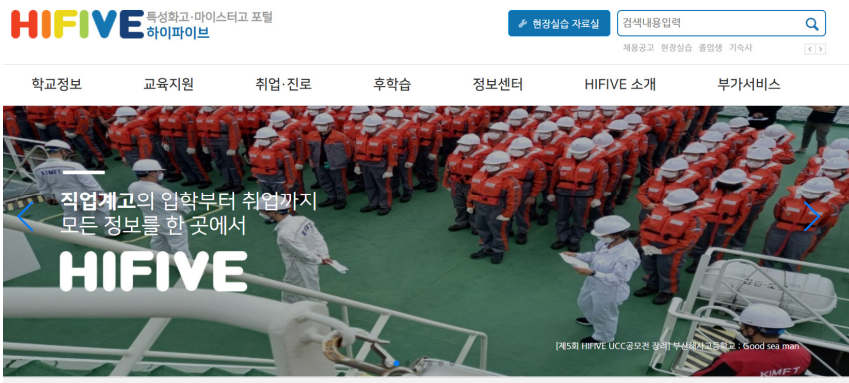 HIFIVE 특성화고·마이스터고 포털
하이파이브
현장실습 자료실
검색내용입력
채용공고 현장실습 졸업생 기숙사
학교정보 교육지원 취업·진로 후학습 정보센터 HIFIVE 소개 부가서비스
직업계고의 입학부터 취업까지
모든 정보를 한 곳에서
HIFIVE
[제5회 HIFIVE UCC공모전 장려] 부산해사고등학교 : Good sea man
KIMFT
KIMFT